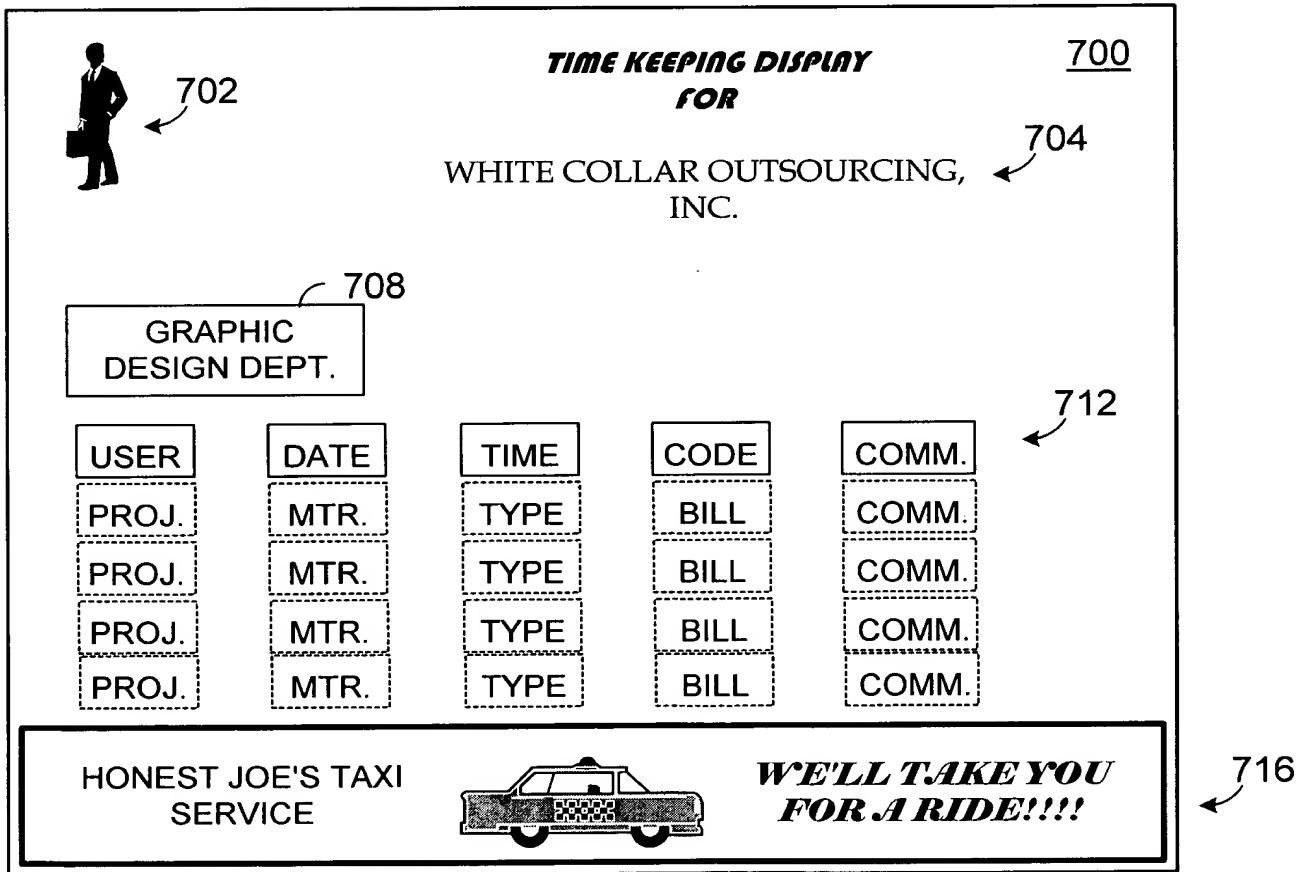 TIME KEEPING DISPLAY
FOR
700
702
704
WHITE COLLAR OUTSOURCING,
INC.
708
GRAPHIC
DESIGN DEPT.
712
USER DATE TIME CODE COMM.
PROJ. MTR. TYPE BILL COMM.
PROJ. MTR. TYPE BILL COMM.
PROJ. MTR. TYPE BILL COMM.
PROJ. MTR. TYPE BILL COMM.
HONEST JOE'S TAXI
SERVICE
WE'LL TAKE YOU
FOR A RIDE!!!!
716